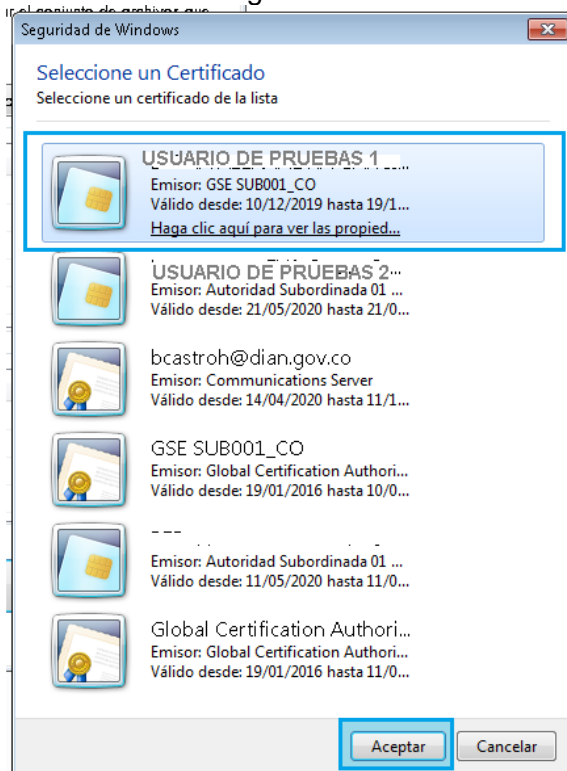 el conjunto de archivos que
Seguridad de Windows
Seleccione un Certificado
Seleccione un certificado de la lista
USUARIO DE PRUEBAS 1
Emisor: GSE SUB001_CO
Válido desde: 10/12/2019 hasta 19/1...
Haga clic aquí para ver las propied...
USUARIO DE PRUEBAS 2...
Emisor: Autoridad Subordinada 01 ...
Válido desde: 21/05/2020 hasta 21/0...
bcastroh@dian.gov.co
Emisor: Communications Server
Válido desde: 14/04/2020 hasta 11/1...
GSE SUB001_CO
Emisor: Global Certification Authori...
Válido desde: 19/01/2016 hasta 10/0...
Emisor: Autoridad Subordinada 01 ...
Válido desde: 11/05/2020 hasta 11/0...
Global Certification Authori...
Emisor: Global Certification Authori...
Válido desde: 19/01/2016 hasta 11/0...
Aceptar
Cancelar